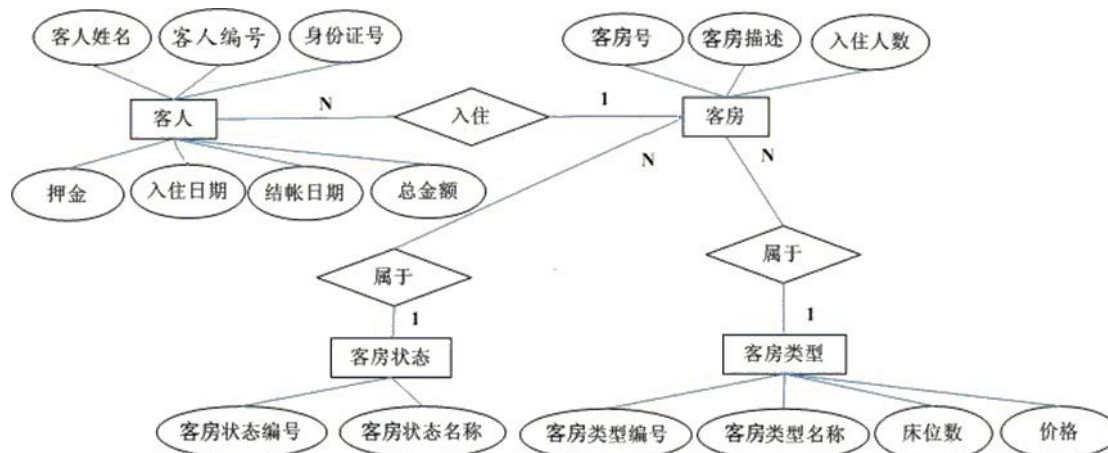 客人姓名
客人编号
身份证号
客房号
客房描述
入住人数
客人
N
入住
1
客房
押金
入住日期
结帐日期
总金额
N
N
属于
属于
1
1
客房状态
客房类型
客房状态编号
客房状态名称
客房类型编号
客房类型名称
床位数
价格